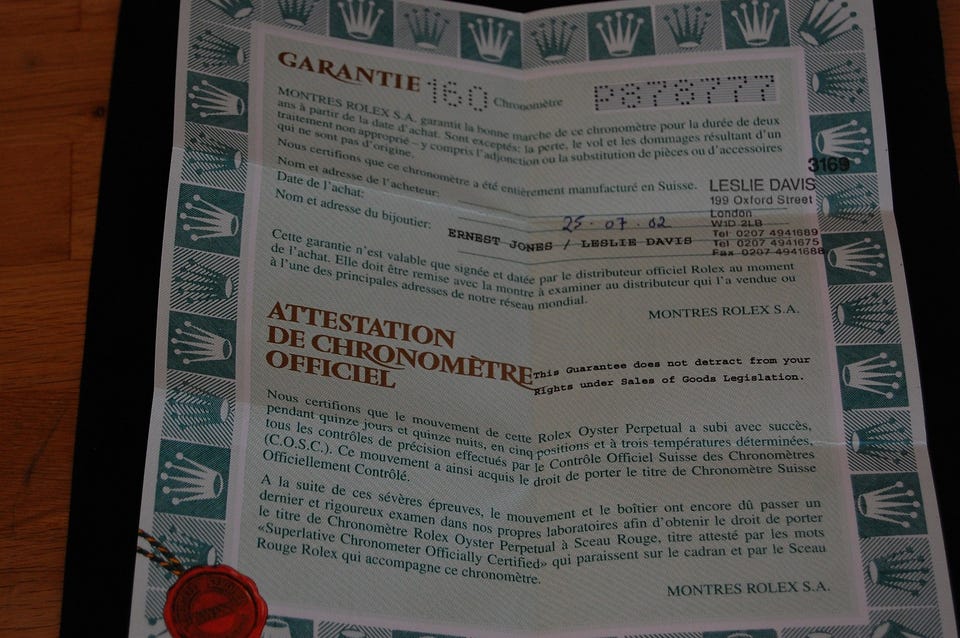 GARANTIE 160 Chronomètre P878777
MONTRES ROLEX S.A. garantit la bonne marche de ce chronomètre pour la durée de deux
ans à partir de la date d'achat. Sont exceptés: la perte, le vol et les dommages résultant d'un
traitement non approprié – y compris l'adjonction ou la substitution de pièces ou d'accessoires
qui ne sont pas d'origine.
Nous certifions que ce chronomètre a été entièrement manufacturé en Suisse.
Nom et adresse de l'acheteur:
Date de l'achat: 25·07·02
Nom et adresse du bijoutier: ERNEST JONES / LESLIE DAVIS
3169
LESLIE DAVIS
199 Oxford Street
London
W1D 2LB
Tel 0207 4941689
Tel 0207 4941675
Fax 0207 4941688
Cette garantie n'est valable que signée et datée par le distributeur officiel Rolex au moment
de l'achat. Elle doit être remise avec la montre à examiner au distributeur qui l'a vendue ou
à l'une des principales adresses de notre réseau mondial.
MONTRES ROLEX S.A.
ATTESTATION
DE CHRONOMÈTRE
OFFICIEL
This Guarantee does not detract from your
Rights under Sales of Goods Legislation.
Nous certifions que le mouvement de cette Rolex Oyster Perpetual a subi avec succès,
pendant quinze jours et quinze nuits, en cinq positions et à trois températures déterminées,
tous les contrôles de précision effectués par le Contrôle Officiel Suisse des Chronomètres
(C.O.S.C.). Ce mouvement a ainsi acquis le droit de porter le titre de Chronomètre Suisse
Officiellement Contrôlé.
A la suite de ces sévères épreuves, le mouvement et le boîtier ont encore dû passer un
dernier et rigoureux examen dans nos propres laboratoires afin d'obtenir le droit de porter
le titre de Chronomètre Rolex Oyster Perpetual à Sceau Rouge, titre attesté par les mots
«Superlative Chronometer Officially Certified» qui paraissent sur le cadran et par le Sceau
Rouge Rolex qui accompagne ce chronomètre.
MONTRES ROLEX S.A.